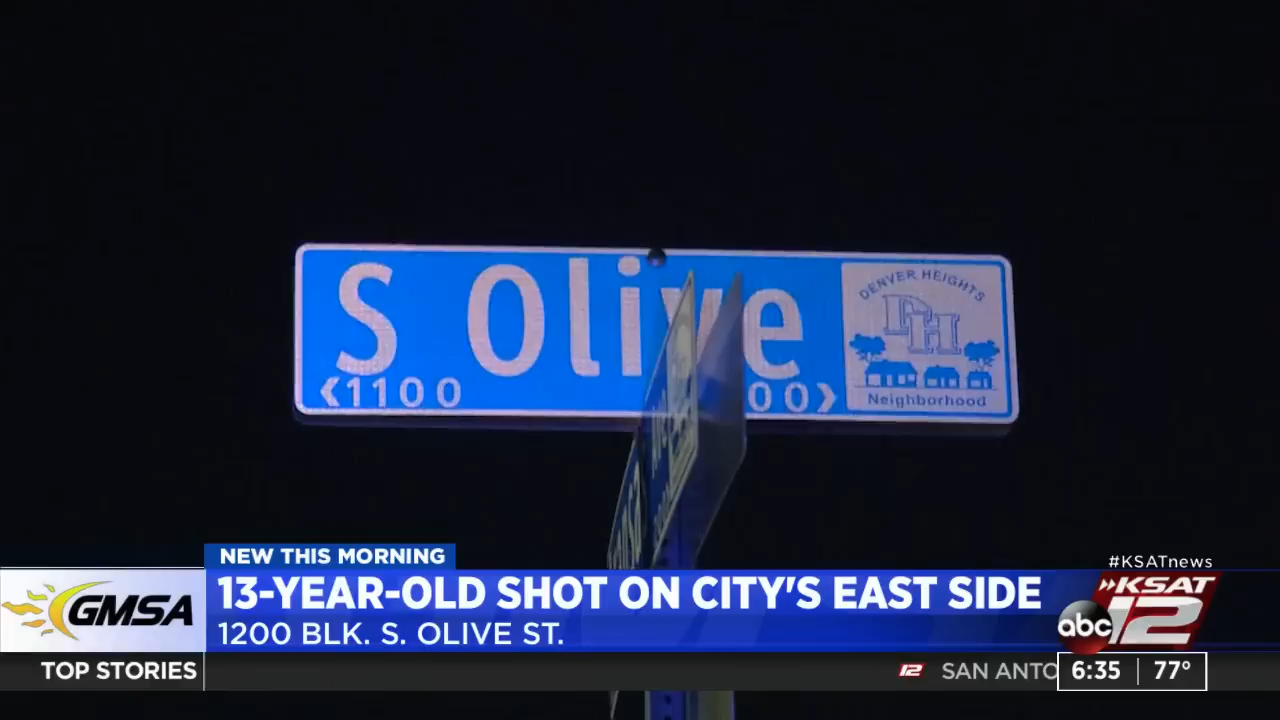 S Olive
<1100
00>
DENVER HEIGHTS
DH
Neighborhood
NEW THIS MORNING
#KSATnews
13-YEAR-OLD SHOT ON CITY'S EAST SIDE
1200 BLK. S. OLIVE ST.
GMSA
KSAT
abc 12
TOP STORIES
12 SAN ANTO
6:35 77°